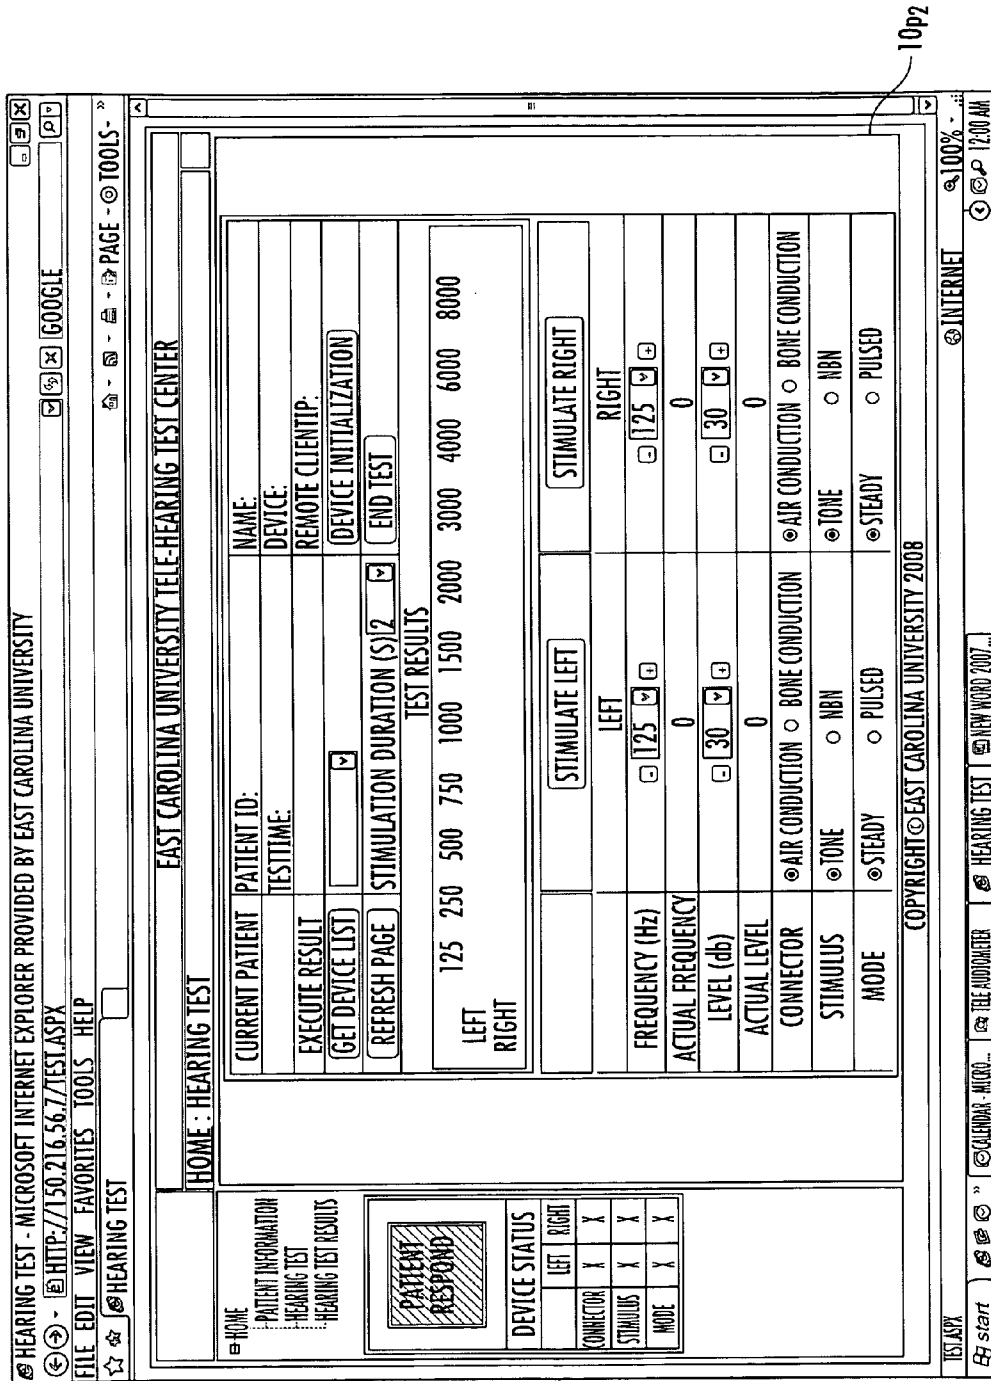 HEARING TEST - MICROSOFT INTERNET EXPLORER PROVIDED BY EAST CAROLINA UNIVERSITY
HTTP://150.216.56.7/TEST.ASPX
GOOGLE
FILE EDIT VIEW FAVORITES TOOLS HELP
HEARING TEST
PAGE - TOOLS - »
EAST CAROLINA UNIVERSITY TELE-HEARING TEST CENTER
HOME : HEARING TEST
HOME
PATIENT INFORMATION
HEARING TEST
HEARING TEST RESULTS
PATIENT RESPOND
DEVICE STATUS
LEFT RIGHT
CONNECTOR X X
STIMULUS X X
MODE X X
CURRENT PATIENT PATIENT ID: NAME:
TESTTIME: DEVICE:
EXECUTE RESULT REMOTE CLIENTIP:
GET DEVICE LIST DEVICE INITIALIZATION
REFRESH PAGE STIMULATION DURATION (S) 2 END TEST
TEST RESULTS
125 250 500 750 1000 1500 2000 3000 4000 6000 8000
LEFT
RIGHT
STIMULATE LEFT STIMULATE RIGHT
LEFT RIGHT
FREQUENCY (Hz) - 125 + - 125 +
ACTUAL FREQUENCY 0 0
LEVEL (db) - 30 + - 30 +
ACTUAL LEVEL 0 0
CONNECTOR AIR CONDUCTION BONE CONDUCTION AIR CONDUCTION BONE CONDUCTION
STIMULUS TONE NBN TONE NBN
MODE STEADY PULSED STEADY PULSED
COPYRIGHT © EAST CAROLINA UNIVERSITY 2008
TEST.ASPX INTERNET 100%
start » CALENDAR - MICRO... TELE AUDIOMETER HEARING TEST NEW WORD 2007... 12:00 AM
10p2